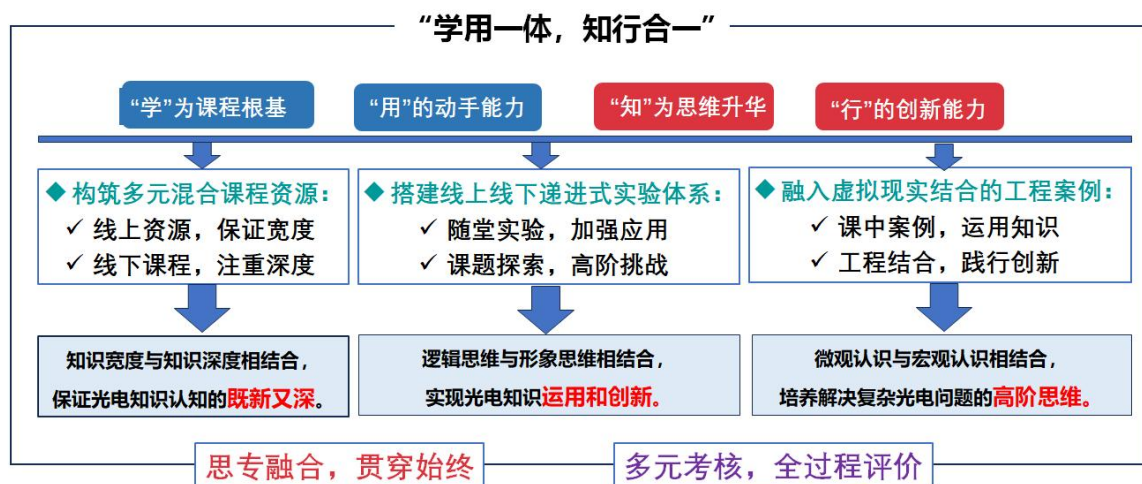 “学用一体，知行合一”
“学”为课程根基
“用”的动手能力
“知”为思维升华
“行”的创新能力
◆ 构筑多元混合课程资源：
✓ 线上资源，保证宽度
✓ 线下课程，注重深度
◆ 搭建线上线下递进式实验体系：
✓ 随堂实验，加强应用
✓ 课题探索，高阶挑战
◆ 融入虚拟现实结合的工程案例：
✓ 课中案例，运用知识
✓ 工程结合，践行创新
知识宽度与知识深度相结合，
保证光电知识认知的既新又深。
逻辑思维与形象思维相结合，
实现光电知识运用和创新。
微观认识与宏观认识相结合，
培养解决复杂光电问题的高阶思维。
思专融合，贯穿始终
多元考核，全过程评价